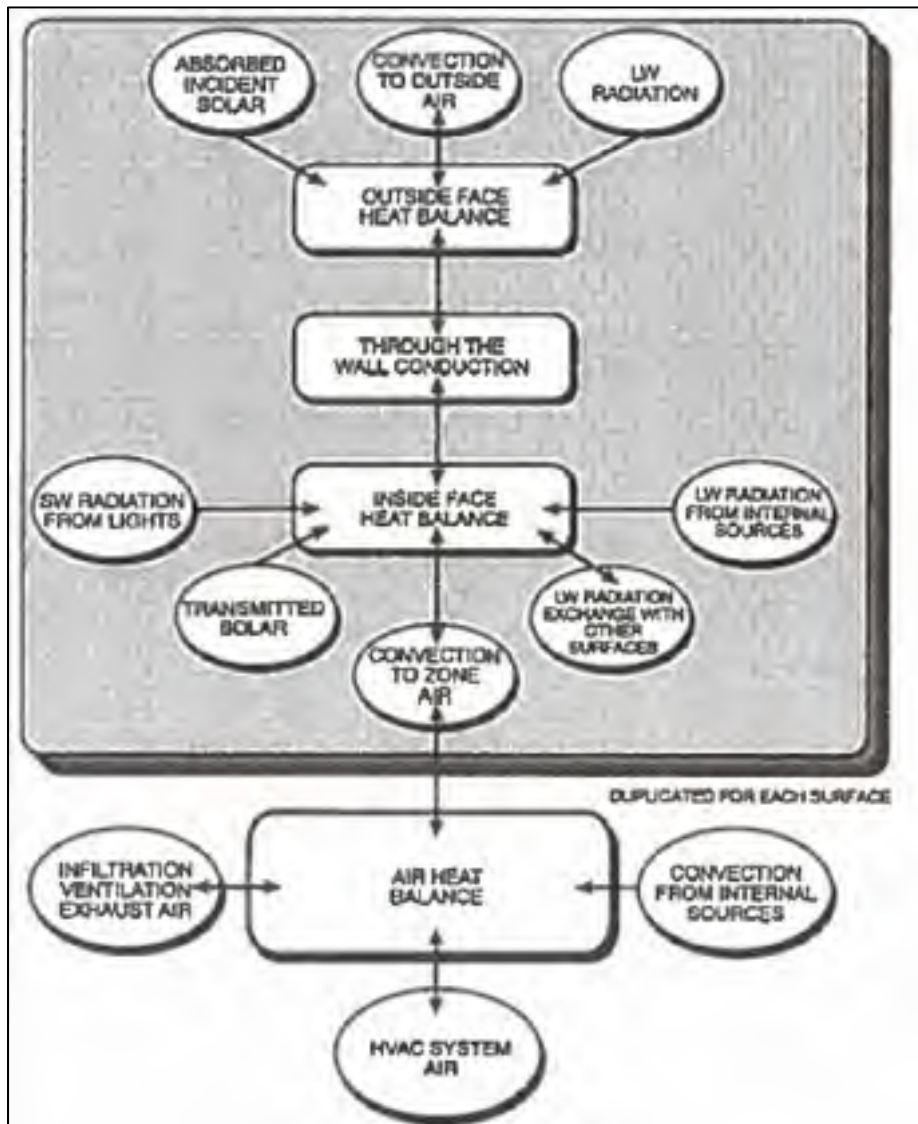 ABSORBED
INCIDENT
SOLAR
CONVECTION
TO OUTSIDE
AIR
LW
RADIATION
OUTSIDE FACE
HEAT BALANCE
THROUGH THE
WALL CONDUCTION
SW RADIATION
FROM LIGHTS
INSIDE FACE
HEAT BALANCE
LW RADIATION
FROM INTERNAL
SOURCES
TRANSMITTED
SOLAR
LW RADIATION
EXCHANGE WITH
OTHER
SURFACES
CONVECTION
TO ZONE
AIR
DUPLICATED FOR EACH SURFACE
INFILTRATION
VENTILATION
EXHAUST AIR
AIR HEAT
BALANCE
CONVECTION
FROM INTERNAL
SOURCES
HVAC SYSTEM
AIR